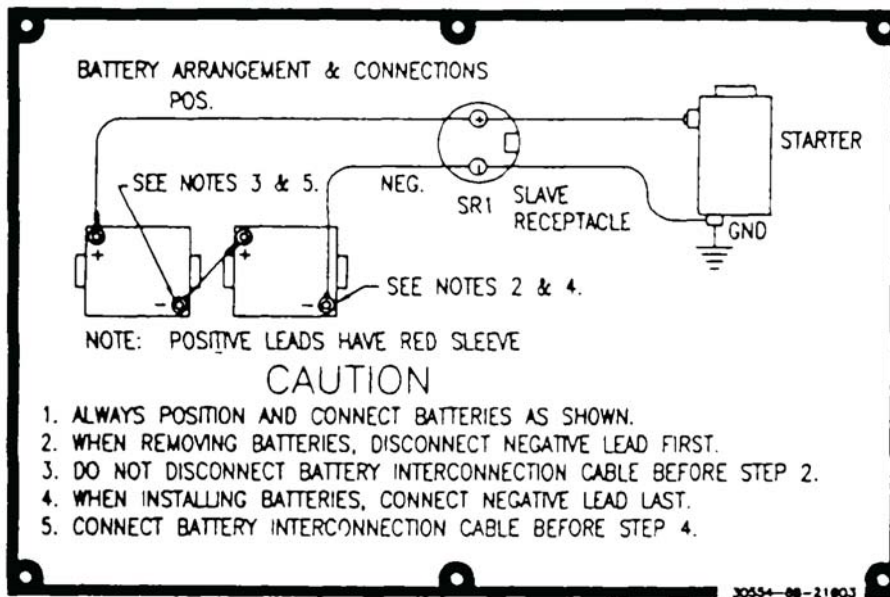 BATTERY ARRANGEMENT & CONNECTIONS
POS.
+
STARTER
SEE NOTES 3 & 5.
NEG.
SR1 SLAVE
RECEPTACLE
GND
+
+
-
-
SEE NOTES 2 & 4.
NOTE: POSITIVE LEADS HAVE RED SLEEVE
CAUTION
1. ALWAYS POSITION AND CONNECT BATTERIES AS SHOWN.
2. WHEN REMOVING BATTERIES, DISCONNECT NEGATIVE LEAD FIRST.
3. DO NOT DISCONNECT BATTERY INTERCONNECTION CABLE BEFORE STEP 2.
4. WHEN INSTALLING BATTERIES, CONNECT NEGATIVE LEAD LAST.
5. CONNECT BATTERY INTERCONNECTION CABLE BEFORE STEP 4.
30554-88-21803